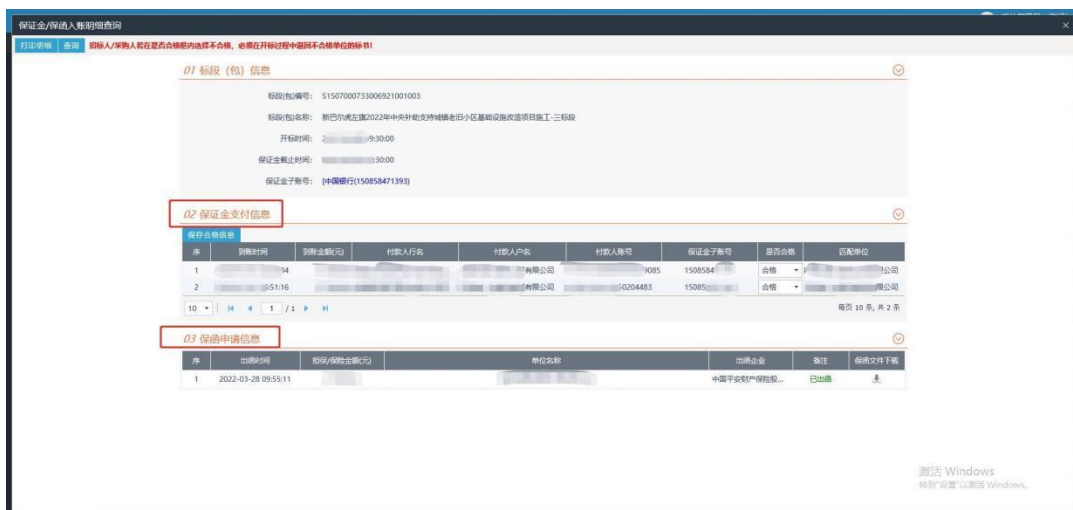 保证金/保函入账明细查询
×
打印明细 查询 招标人/采购人若在是否合格框内选择不合格，必须在开标过程中退回不合格单位的标书!
01 标段（包）信息
标段(包)编号： S1507000733006921001003
标段(包)名称： 新巴尔虎左旗2022年中央补助支持城镇老旧小区基础设施改造项目施工-三标段
开标时间： 2 9:30:00
保证金截止时间： :30:00
保证金子账号： [中国银行(150858471393)
02 保证金支付信息
保存合格信息
序 到账时间 到账金额(元) 付款人行名 付款人户名 付款人账号 保证金子账号 是否合格 匹配单位
1 有限公司 9085 1508584 合格 公司
2 5:51:16 有限公司 50204483 15085 合格 限公司
10 1 /1 每页 10 条, 共 2 条
03 保函申请信息
序 出函时间 担保/保险金额(元) 单位名称 出函企业 备注 保函文件下载
1 2022-03-28 09:55:11 中国平安财产保险股... 已出函
激活 Windows
转到"设置"以激活 Windows。